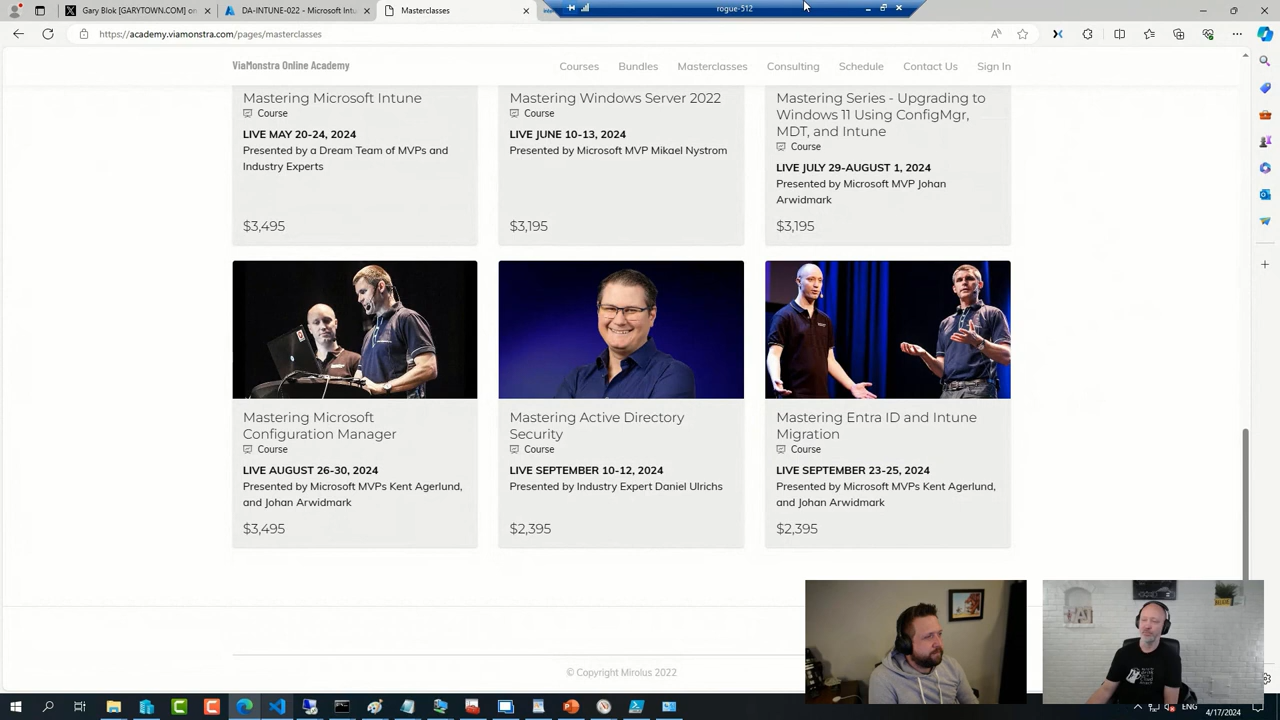 Gary Blok [GARYTOWN.COM] on
DA-INTUNE-022 - Microsoft Intu
Masterclasses
rogue-512
https://academy.viamonstra.com/pages/masterclasses
ViaMonstra Online Academy
Courses
Bundles
Masterclasses
Consulting
Schedule
Contact Us
Sign In
Mastering Microsoft Intune
Course
LIVE MAY 20-24, 2024
Presented by a Dream Team of MVPs and
Industry Experts
$3,495
Mastering Windows Server 2022
Course
LIVE JUNE 10-13, 2024
Presented by Microsoft MVP Mikael Nystrom
$3,195
Mastering Series - Upgrading to
Windows 11 Using ConfigMgr,
MDT, and Intune
Course
LIVE JULY 29-AUGUST 1, 2024
Presented by Microsoft MVP Johan
Arwidmark
$3,195
Mastering Microsoft
Configuration Manager
Course
LIVE AUGUST 26-30, 2024
Presented by Microsoft MVPs Kent Agerlund,
and Johan Arwidmark
$3,495
Mastering Active Directory
Security
Course
LIVE SEPTEMBER 10-12, 2024
Presented by Industry Expert Daniel Ulrichs
$2,395
Mastering Entra ID and Intune
Migration
Course
LIVE SEPTEMBER 23-25, 2024
Presented by Microsoft MVPs Kent Agerlund,
and Johan Arwidmark
$2,395
© Copyright Mirolus 2022
ENG
4/17/2024